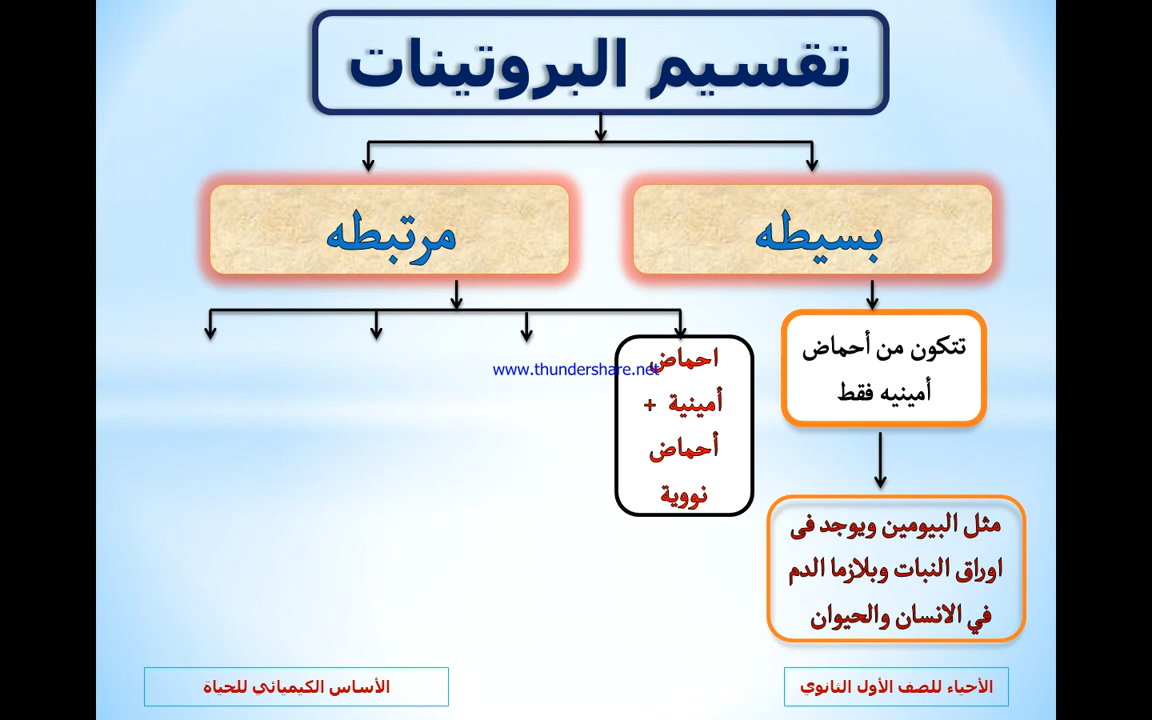 تقسيم البروتينات
بسيطه
مرتبطه
تتكون من أحماض
أمينيه فقط
احماض
أمينية +
أحماض
نووية
www.thundershare.net
مثل البيومين ويوجد فى
اوراق النبات وبلازما الدم
في الانسان والحيوان
الأحياء للصف الأول الثانوي
الأساس الكيميائي للحياة